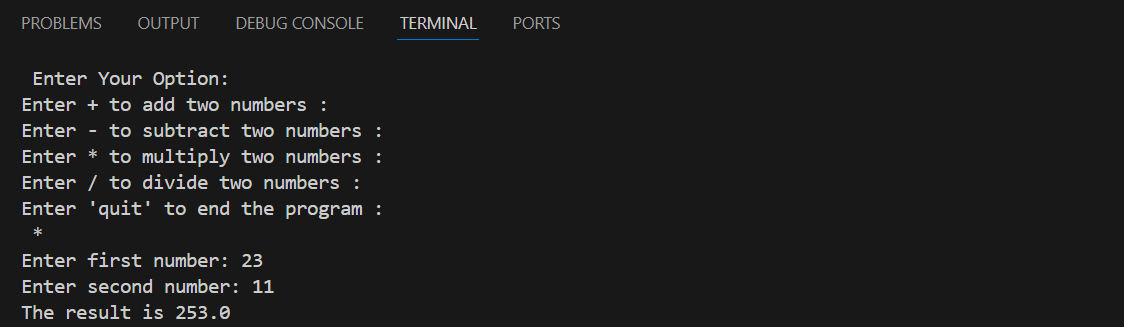 PROBLEMS OUTPUT DEBUG CONSOLE TERMINAL PORTS
Enter Your Option:
Enter + to add two numbers :
Enter - to subtract two numbers :
Enter * to multiply two numbers :
Enter / to divide two numbers :
Enter 'quit' to end the program :
*
Enter first number: 23
Enter second number: 11
The result is 253.0